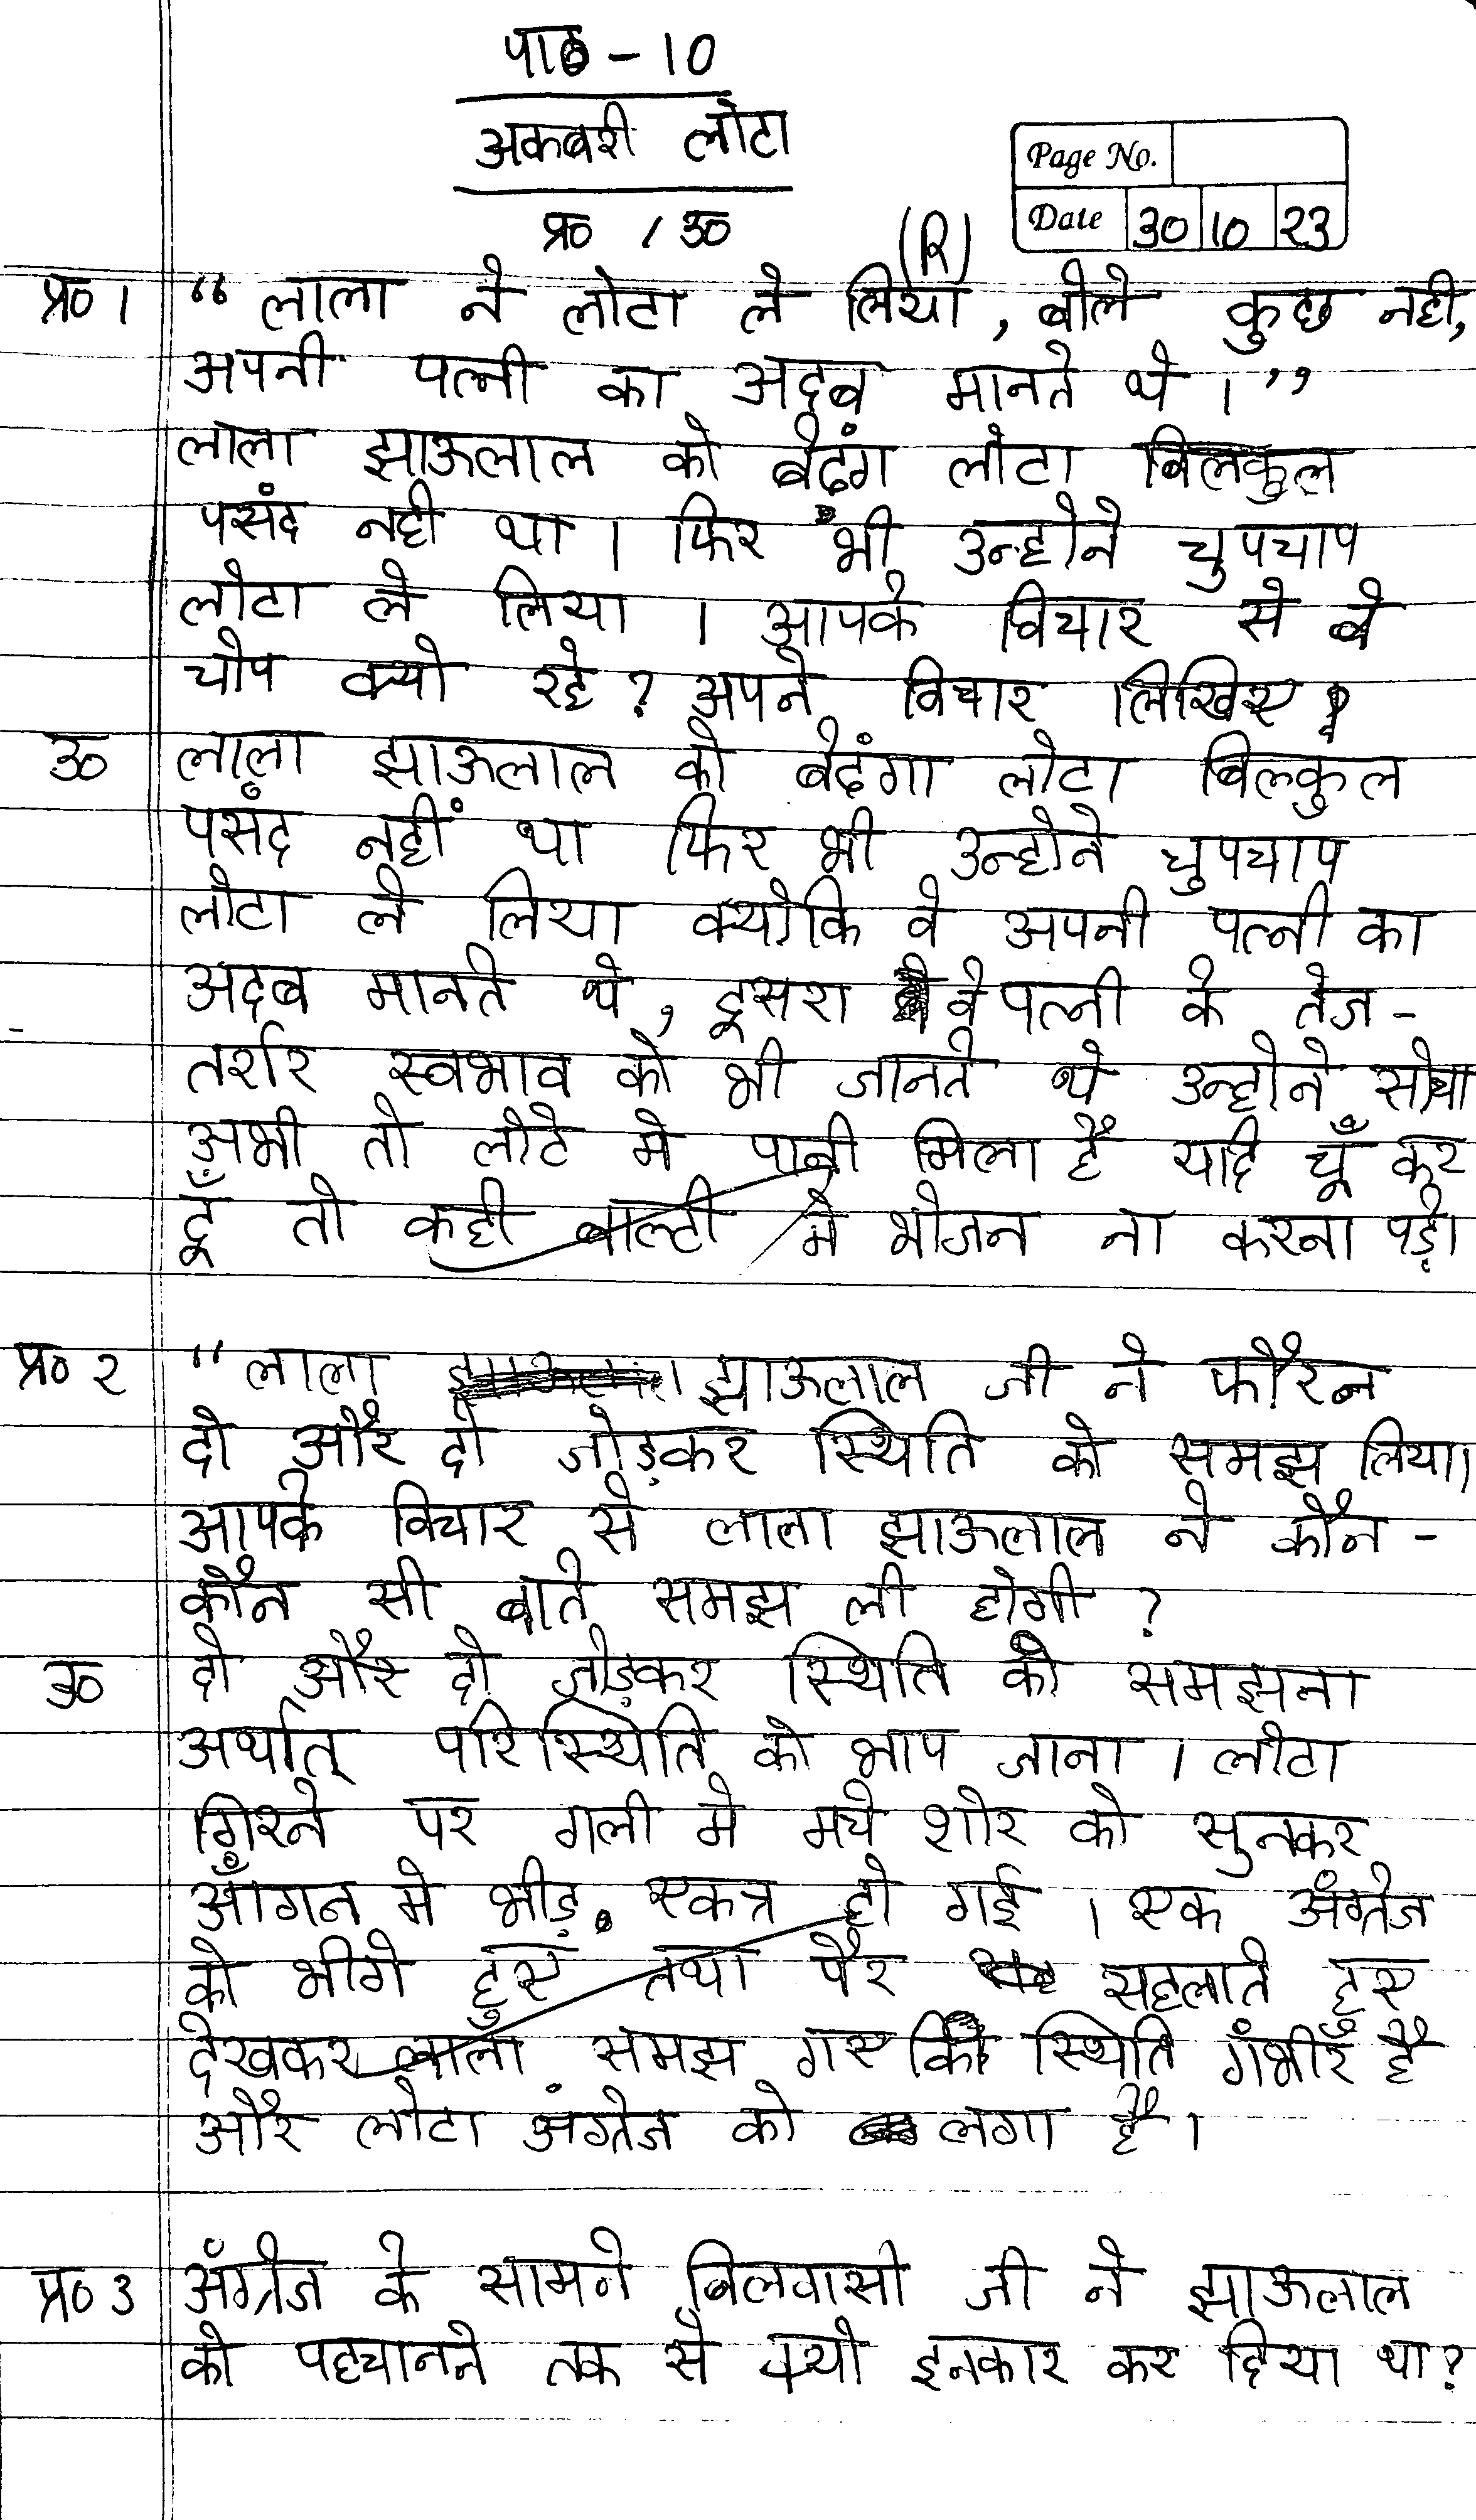 पाठ - 10
अकबरी लोटा
Page No.
Date 30 10 23
प्र० / उ० (R)
प्र० 1 “ लाला ने लोटा ले लिया , बोले कुछ नही,
अपनी पत्नी का अदब मानते थे । ”
लाला झाऊलाल को बेढंग लोटा बिलकुल
पसंद नही था । फिर भी उन्होने चुपचाप
लोटा ले लिया । आपके विचार से वे
चोप क्यो रहे ? अपने विचार लिखिए
उ० लाला झाऊलाल को बेढंगा लोटा बिल्कुल
पसंद नहीं था फिर भी उन्होने चुपचाप
लोटा ले लिया क्योकि वे अपनी पत्नी का
अदब मानते थे , दूसरा वे पत्नी के तेज -
तर्रार स्वभाव को भी जानते थे उन्होने सोचा
अभी तो लोटे मे पानी मिला है यदि चूँ कर
दूँ तो कही बाल्टी मे भोजन ना करना पड़े।
प्र० २ “ लाला झाऊलाल जी ने फौरन
दो और दो जोड़कर स्थिति को समझ लिया।
आपके विचार से लाला झाऊलाल ने कौन -
कौन सी बाते समझ ली होगी ?
उ० दो और दो जोड़कर स्थिति को समझना
अर्थात् परिस्थिति को भाप जाना । लोटा
गिरने पर गली मे मचे शोर को सुनकर
आँगन मे भीड़ एकत्र हो गई । एक अंग्रेज
को भीगे हुए तथा पैर सहलाते हुए
देखकर लाला समझ गए कि स्थिति गंभीर है
और लोटा अंग्रेज को लगा है ।
प्र० 3 अंग्रेज के सामने बिलवासी जी ने झाऊलाल
को पहचानने तक से क्यो इनकार कर दिया था ?